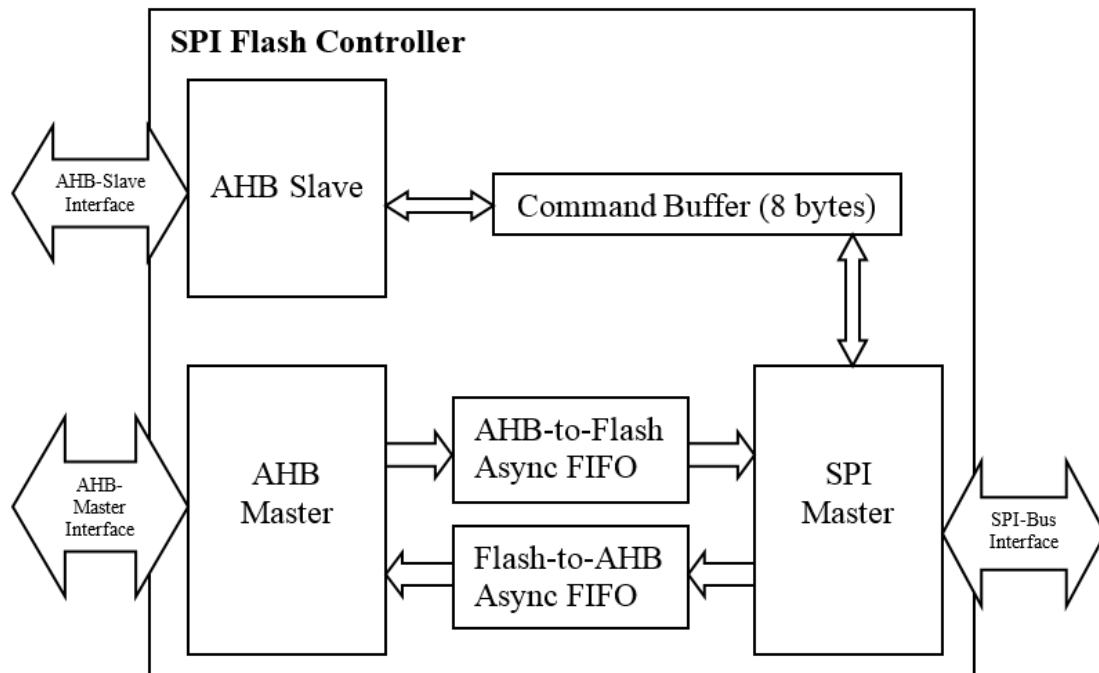 SPI Flash Controller
AHB-Slave
Interface
AHB Slave
Command Buffer (8 bytes)
AHB-
Master
Interface
AHB
Master
AHB-to-Flash
Async FIFO
Flash-to-AHB
Async FIFO
SPI
Master
SPI-Bus
Interface